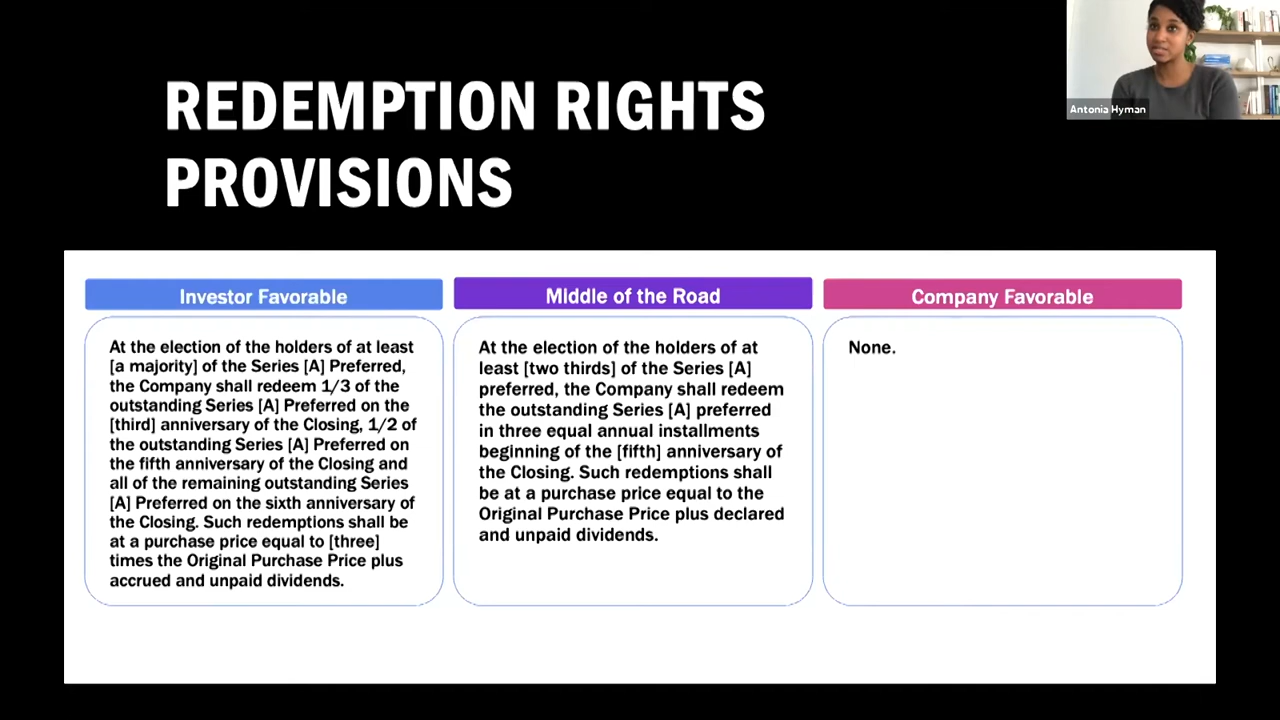 REDEMPTION RIGHTS
PROVISIONS
Antonia Hyman
Investor Favorable
At the election of the holders of at least
[a majority] of the Series [A] Preferred,
the Company shall redeem 1/3 of the
outstanding Series [A] Preferred on the
[third] anniversary of the Closing, 1/2 of
the outstanding Series [A] Preferred on
the fifth anniversary of the Closing and
all of the remaining outstanding Series
[A] Preferred on the sixth anniversary of
the Closing. Such redemptions shall be
at a purchase price equal to [three]
times the Original Purchase Price plus
accrued and unpaid dividends.
MIddle of the Road
At the election of the holders of at
least [two thirds] of the Series [A]
preferred, the Company shall redeem
the outstanding Series [A] preferred
in three equal annual installments
beginning of the [fifth] anniversary of
the Closing. Such redemptions shall
be at a purchase price equal to the
Original Purchase Price plus declared
and unpaid dividends.
Company Favorable
None.